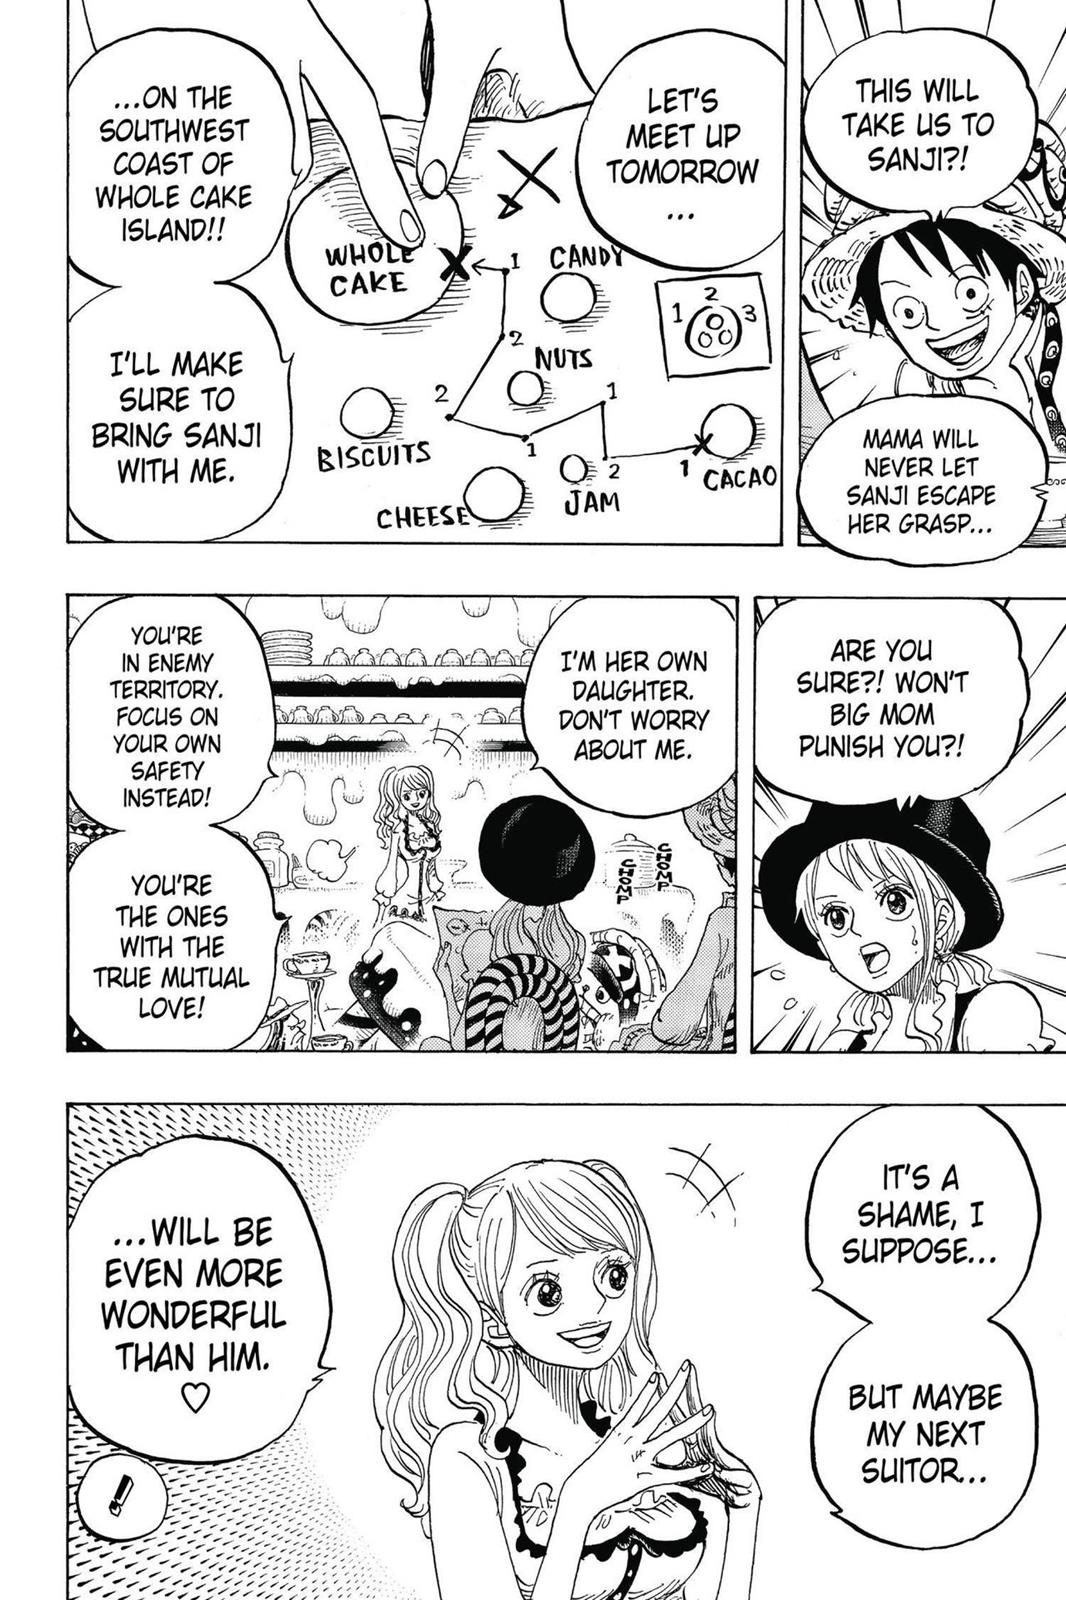 THIS WILL
TAKE US TO
SANJI?!
MAMA WILL
NEVER LET
SANJI ESCAPE
HER GRASP...
LET'S
MEET UP
TOMORROW
...
...ON THE
SOUTHWEST
COAST OF
WHOLE CAKE
ISLAND!!
I'LL MAKE
SURE TO
BRING SANJI
WITH ME.
WHOLE
CAKE
1
CANDY
2
NUTS
1 2 3
2
1
1
2
1
BISCUITS
CHEESE
JAM
CACAO
ARE YOU
SURE?! WON'T
BIG MOM
PUNISH YOU?!
I'M HER OWN
DAUGHTER.
DON'T WORRY
ABOUT ME.
CHOMP
CHOMP
YOU'RE
IN ENEMY
TERRITORY.
FOCUS ON
YOUR OWN
SAFETY
INSTEAD!
YOU'RE
THE ONES
WITH THE
TRUE MUTUAL
LOVE!
IT'S A
SHAME, I
SUPPOSE...
BUT MAYBE
MY NEXT
SUITOR...
...WILL BE
EVEN MORE
WONDERFUL
THAN HIM.
♡
!